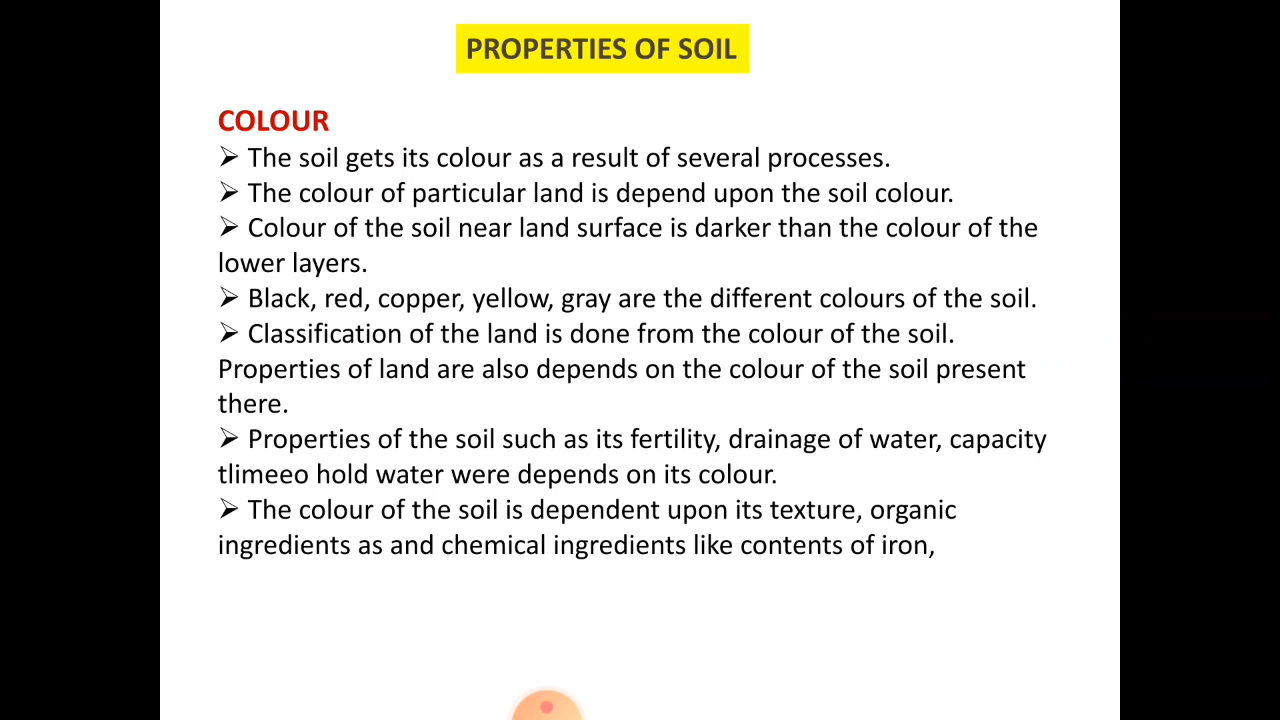 PROPERTIES OF SOIL
COLOUR
➢ The soil gets its colour as a result of several processes.
➢ The colour of particular land is depend upon the soil colour.
➢ Colour of the soil near land surface is darker than the colour of the
lower layers.
➢ Black, red, copper, yellow, gray are the different colours of the soil.
➢ Classification of the land is done from the colour of the soil.
Properties of land are also depends on the colour of the soil present
there.
➢ Properties of the soil such as its fertility, drainage of water, capacity
tlimeeo hold water were depends on its colour.
➢ The colour of the soil is dependent upon its texture, organic
ingredients as and chemical ingredients like contents of iron,